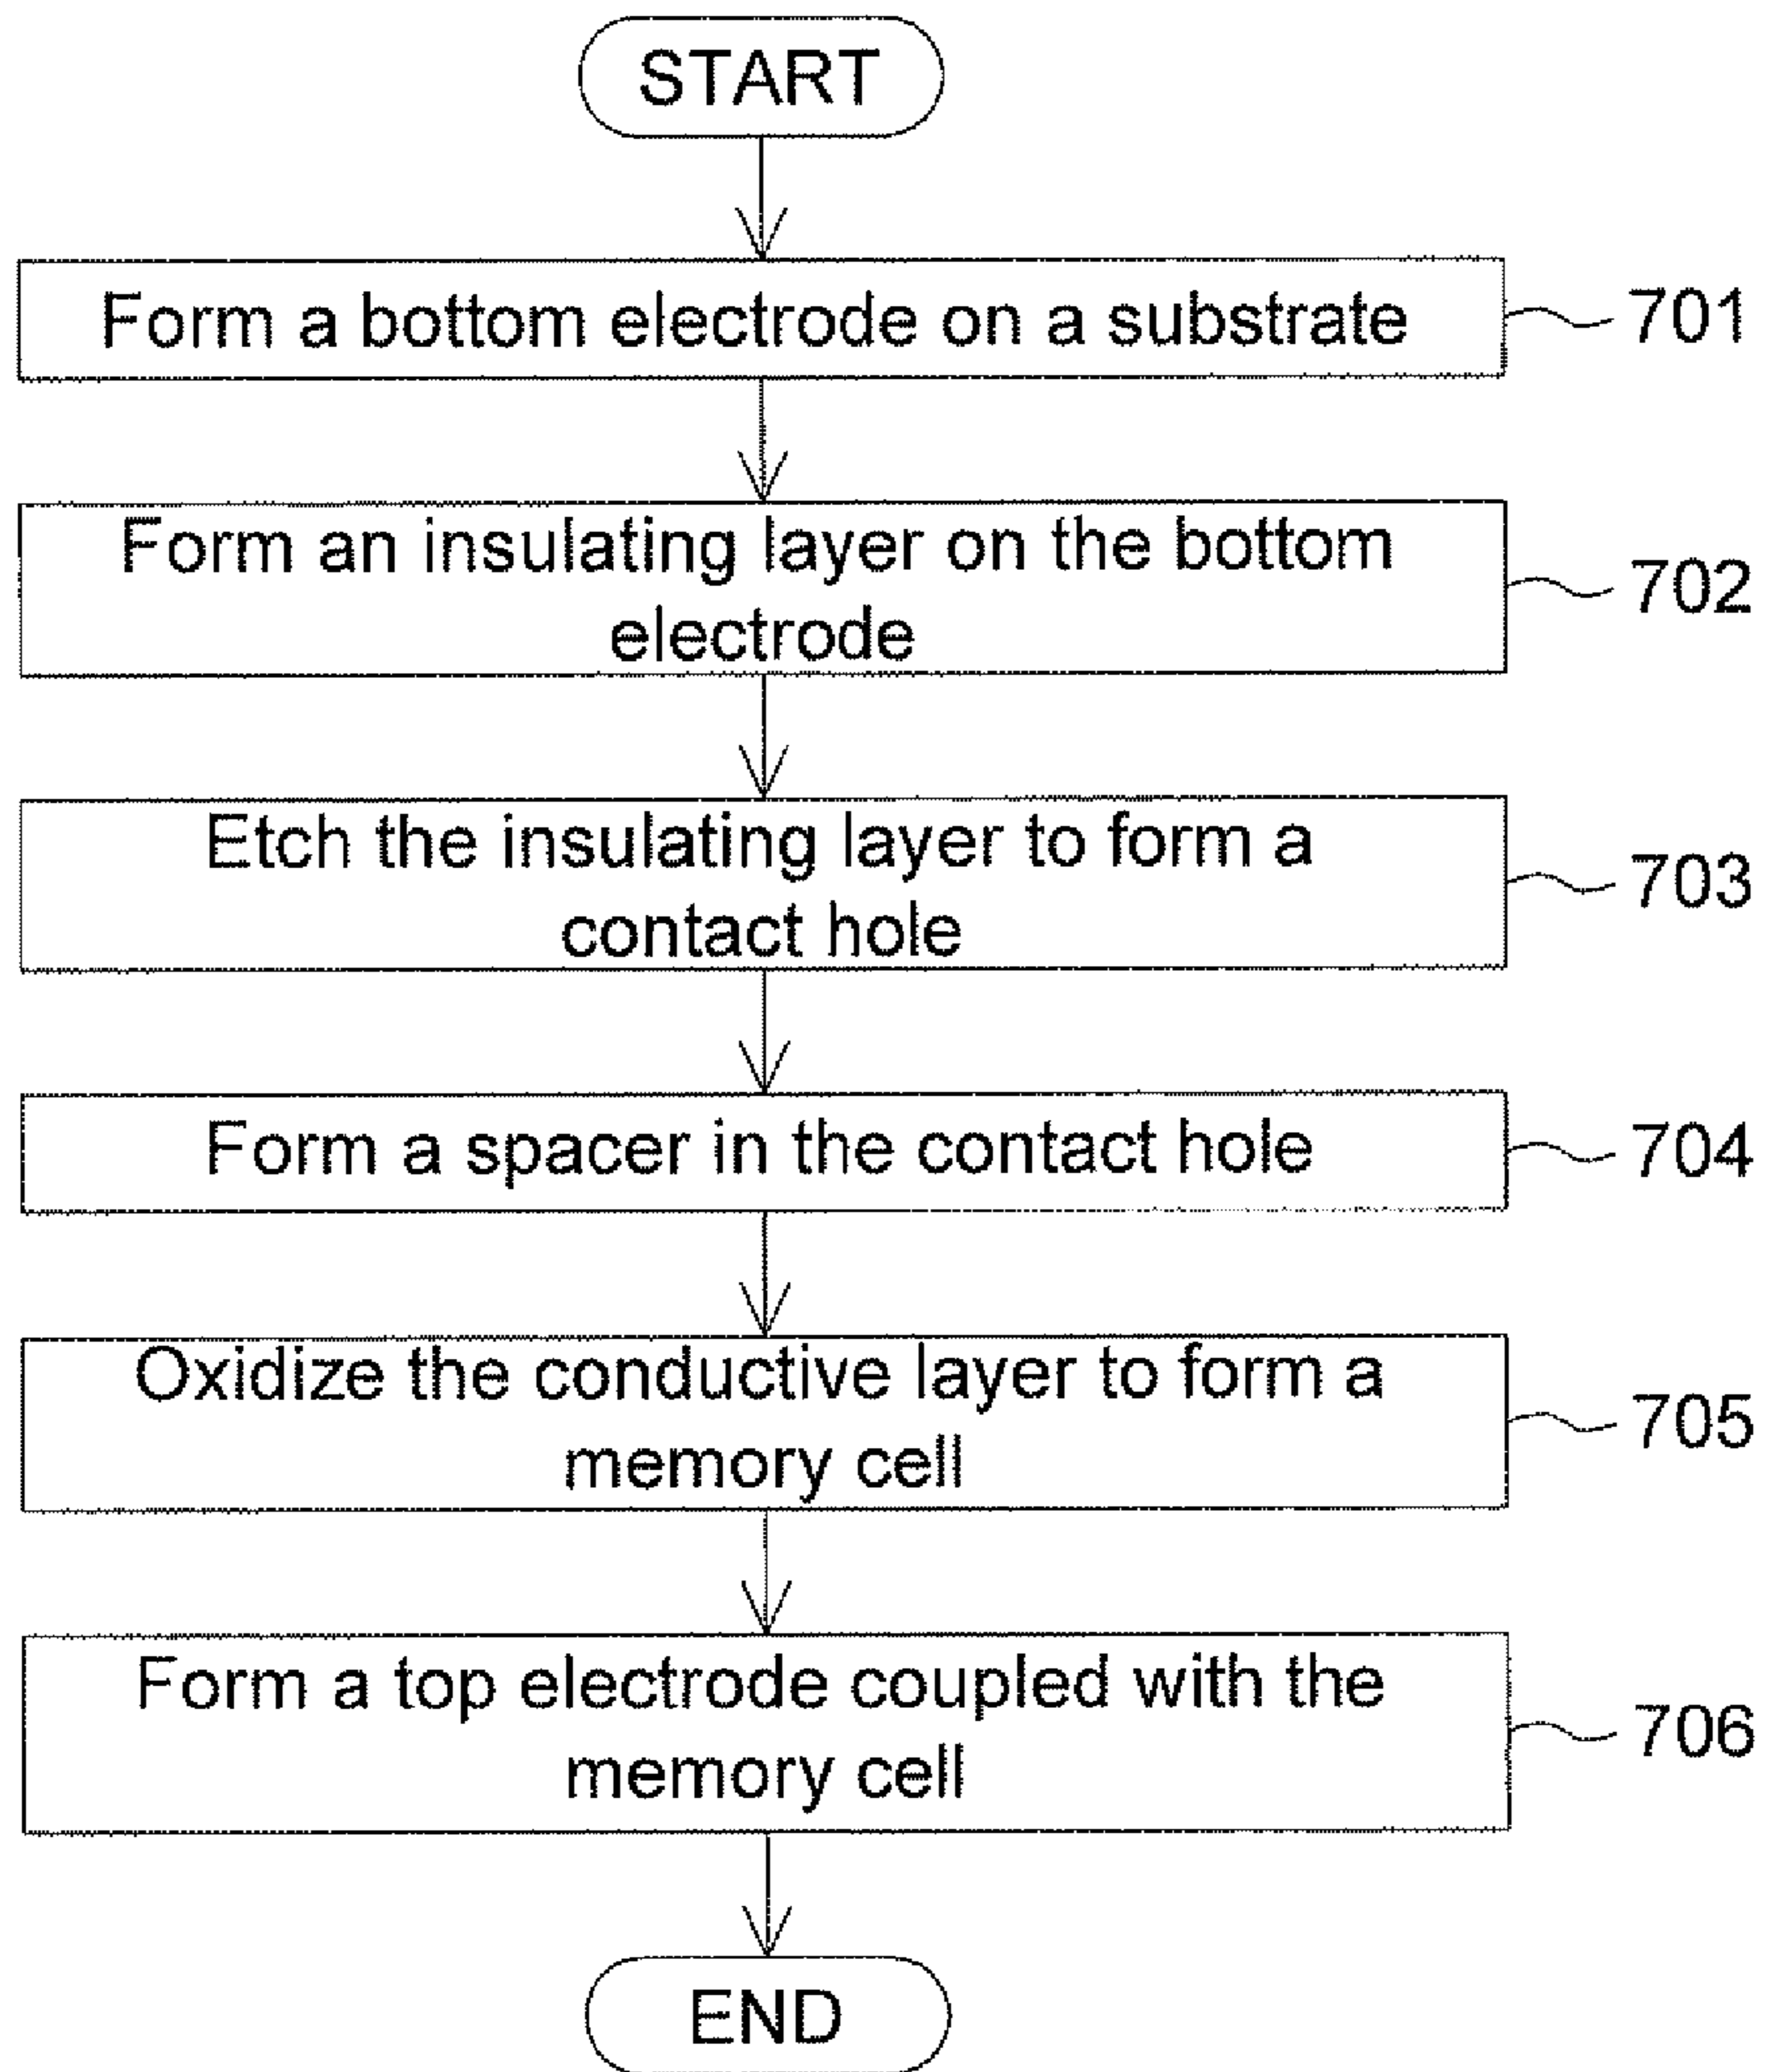 START
Form a bottom electrode on a substrate
701
Form an insulating layer on the bottom
electrode
702
Etch the insulating layer to form a
contact hole
703
Form a spacer in the contact hole
704
Oxidize the conductive layer to form a
memory cell
705
Form a top electrode coupled with the
memory cell
706
END